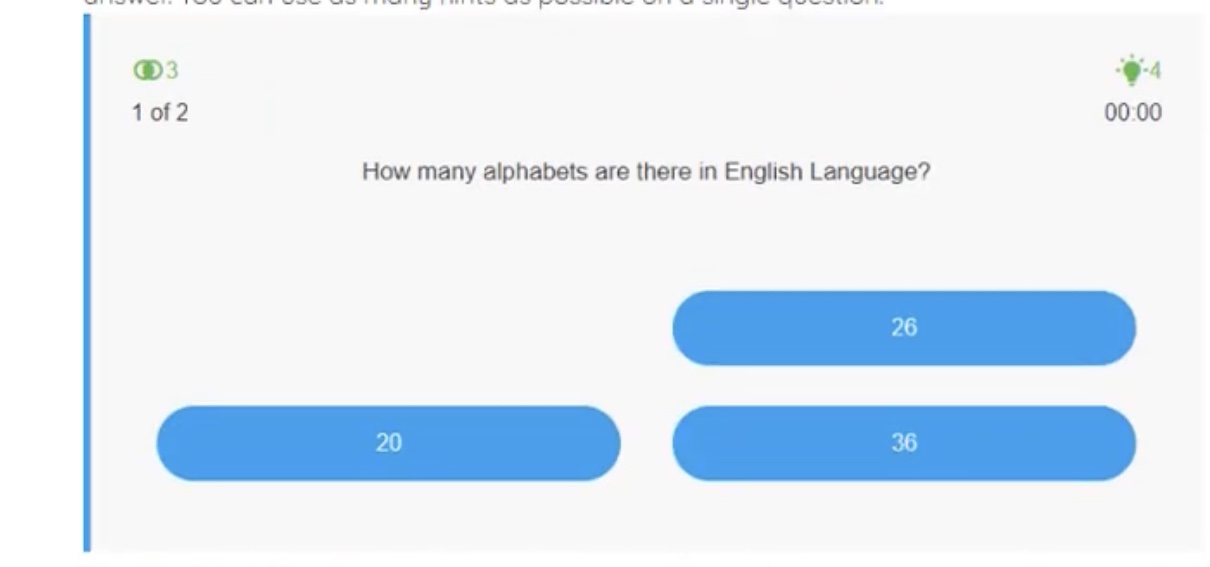 answer. You can use as many hints as possible on a single question.
3
4
1 of 2
00:00
How many alphabets are there in English Language?
26
20
36